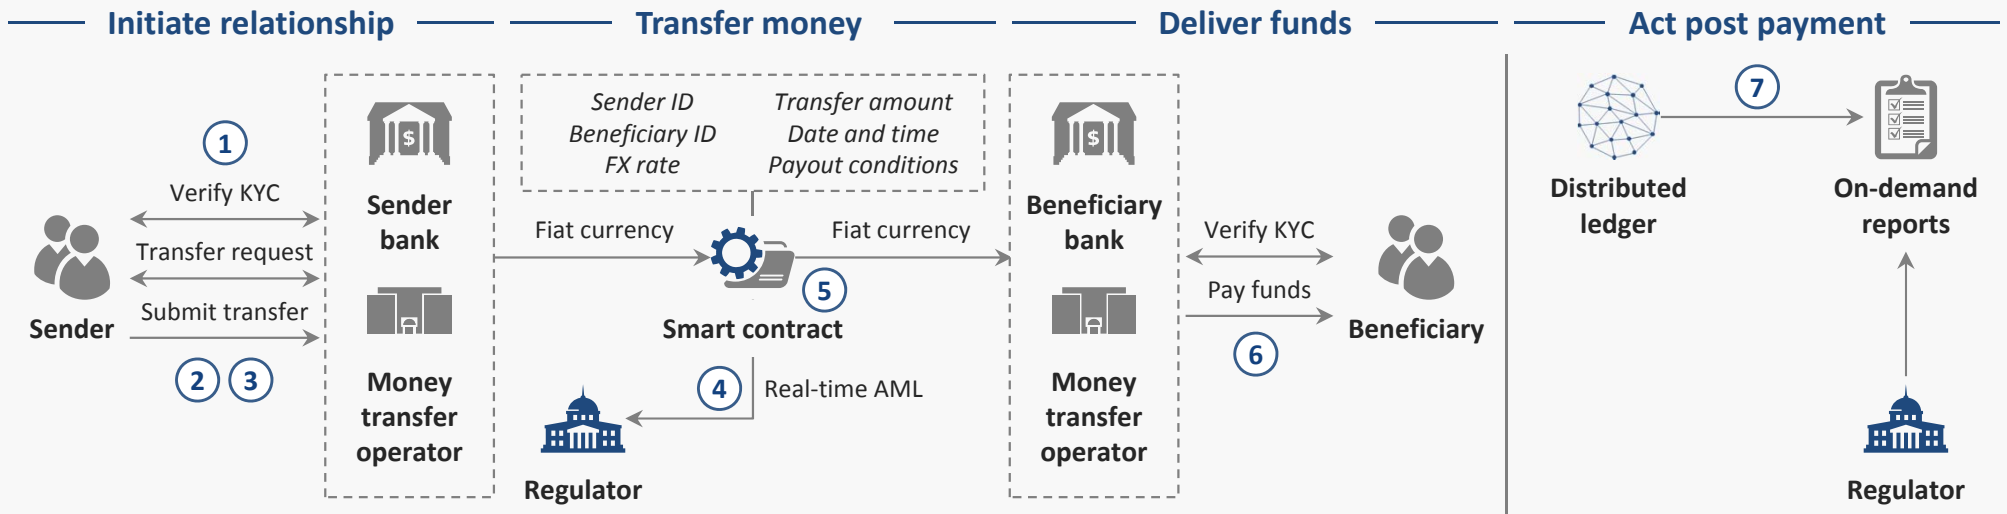 Initiate relationship
Transfer money
Deliver funds
Act post payment
1
Verify KYC
Transfer request
Submit transfer
2 3
Sender
$
Sender
bank
Money
transfer
operator
Sender ID
Beneficiary ID
FX rate
Transfer amount
Date and time
Payout conditions
Fiat currency
Fiat currency
5
Smart contract
4
Real-time AML
Regulator
$
Beneficiary
bank
Money
transfer
operator
Verify KYC
Pay funds
6
Beneficiary
7
Distributed
ledger
On-demand
reports
Regulator